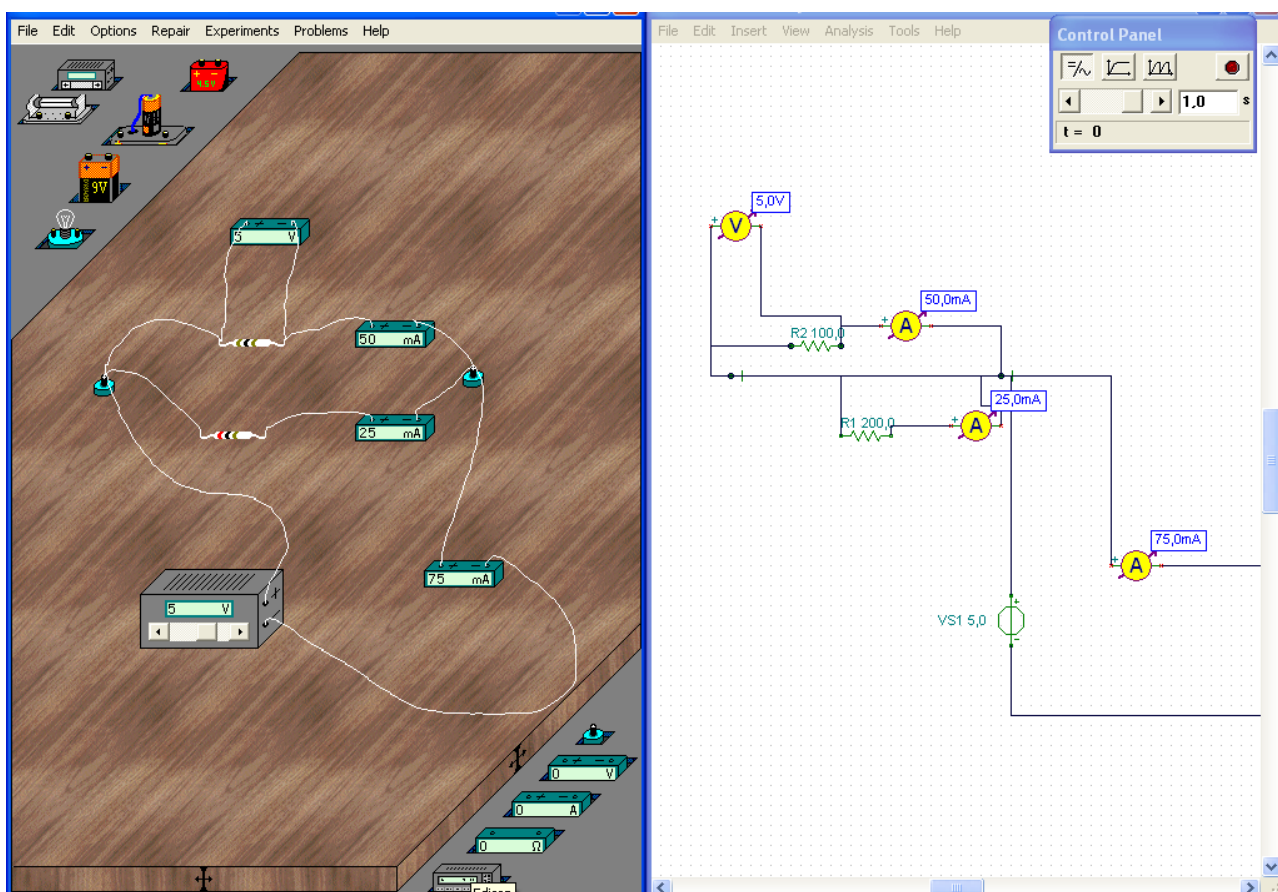 File Edit Options Repair Experiments Problems Help
4.5V
9V
5 V
50 mA
25 mA
75 mA
5 V
0 V
0 A
0 Ω
File Edit Insert View Analysis Tools Help
Control Panel
1,0 s
t = 0
V
5,0V
50,0mA
A
R2 100,0
25,0mA
R1 200,0
A
75,0mA
A
VS1 5,0